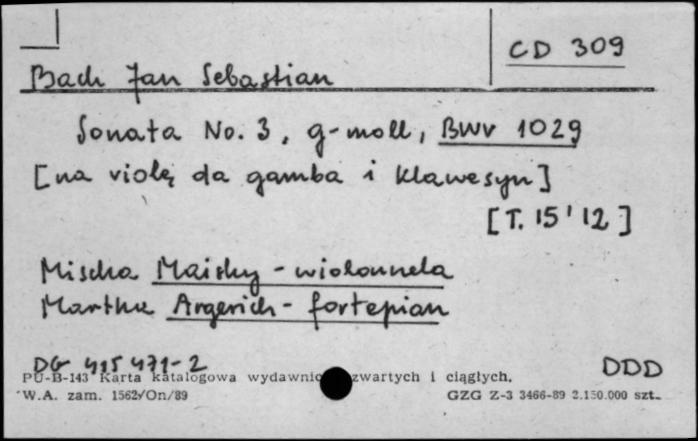 CD 309
Bach Jan Sebastian
Sonata No. 3, g-moll, BWV 1029
[na violę da gamba i klawesyn]
[T. 15'12]
Mischa Maisky - wiolonczela
Martha Argerich - fortepian
DG 415 471-2 DDD
PU-B-143 Karta katalogowa wydawnic zwartych i ciągłych.
W.A. zam. 1562/On/89 GZG Z-3 3466-89 2.150.000 szt.